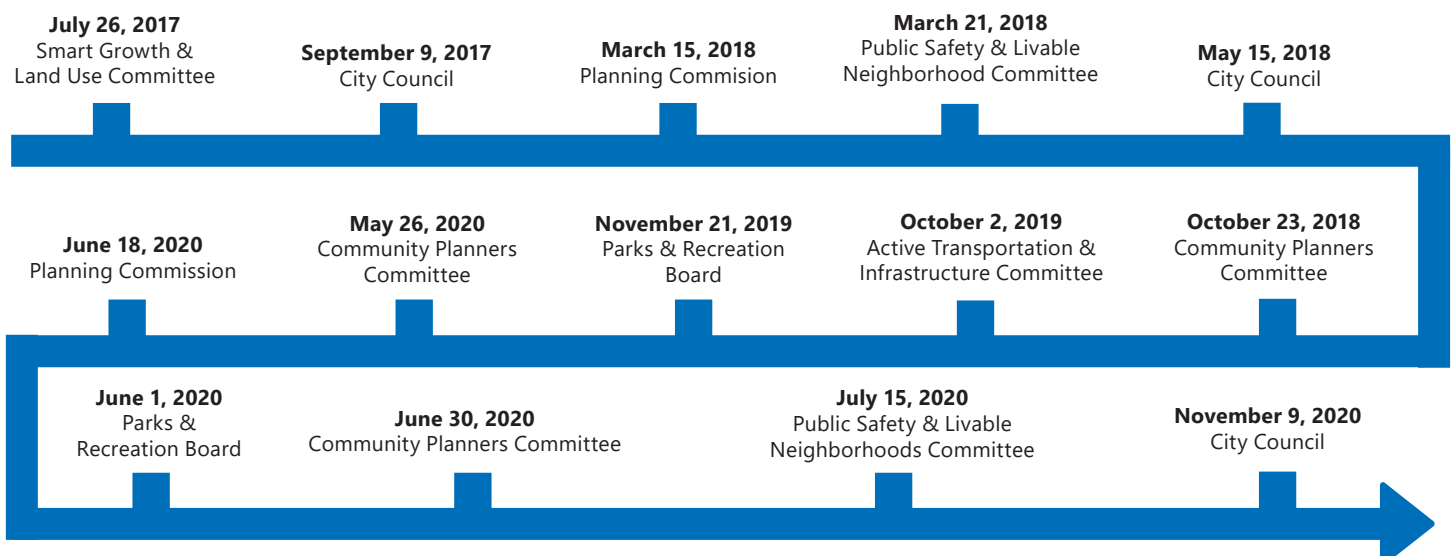 July 26, 2017
Smart Growth &
Land Use Committee
September 9, 2017
City Council
March 15, 2018
Planning Commision
March 21, 2018
Public Safety & Livable
Neighborhood Committee
May 15, 2018
City Council
June 18, 2020
Planning Commission
May 26, 2020
Community Planners
Committee
November 21, 2019
Parks & Recreation
Board
October 2, 2019
Active Transportation &
Infrastructure Committee
October 23, 2018
Community Planners
Committee
June 1, 2020
Parks &
Recreation Board
June 30, 2020
Community Planners Committee
July 15, 2020
Public Safety & Livable
Neighborhoods Committee
November 9, 2020
City Council